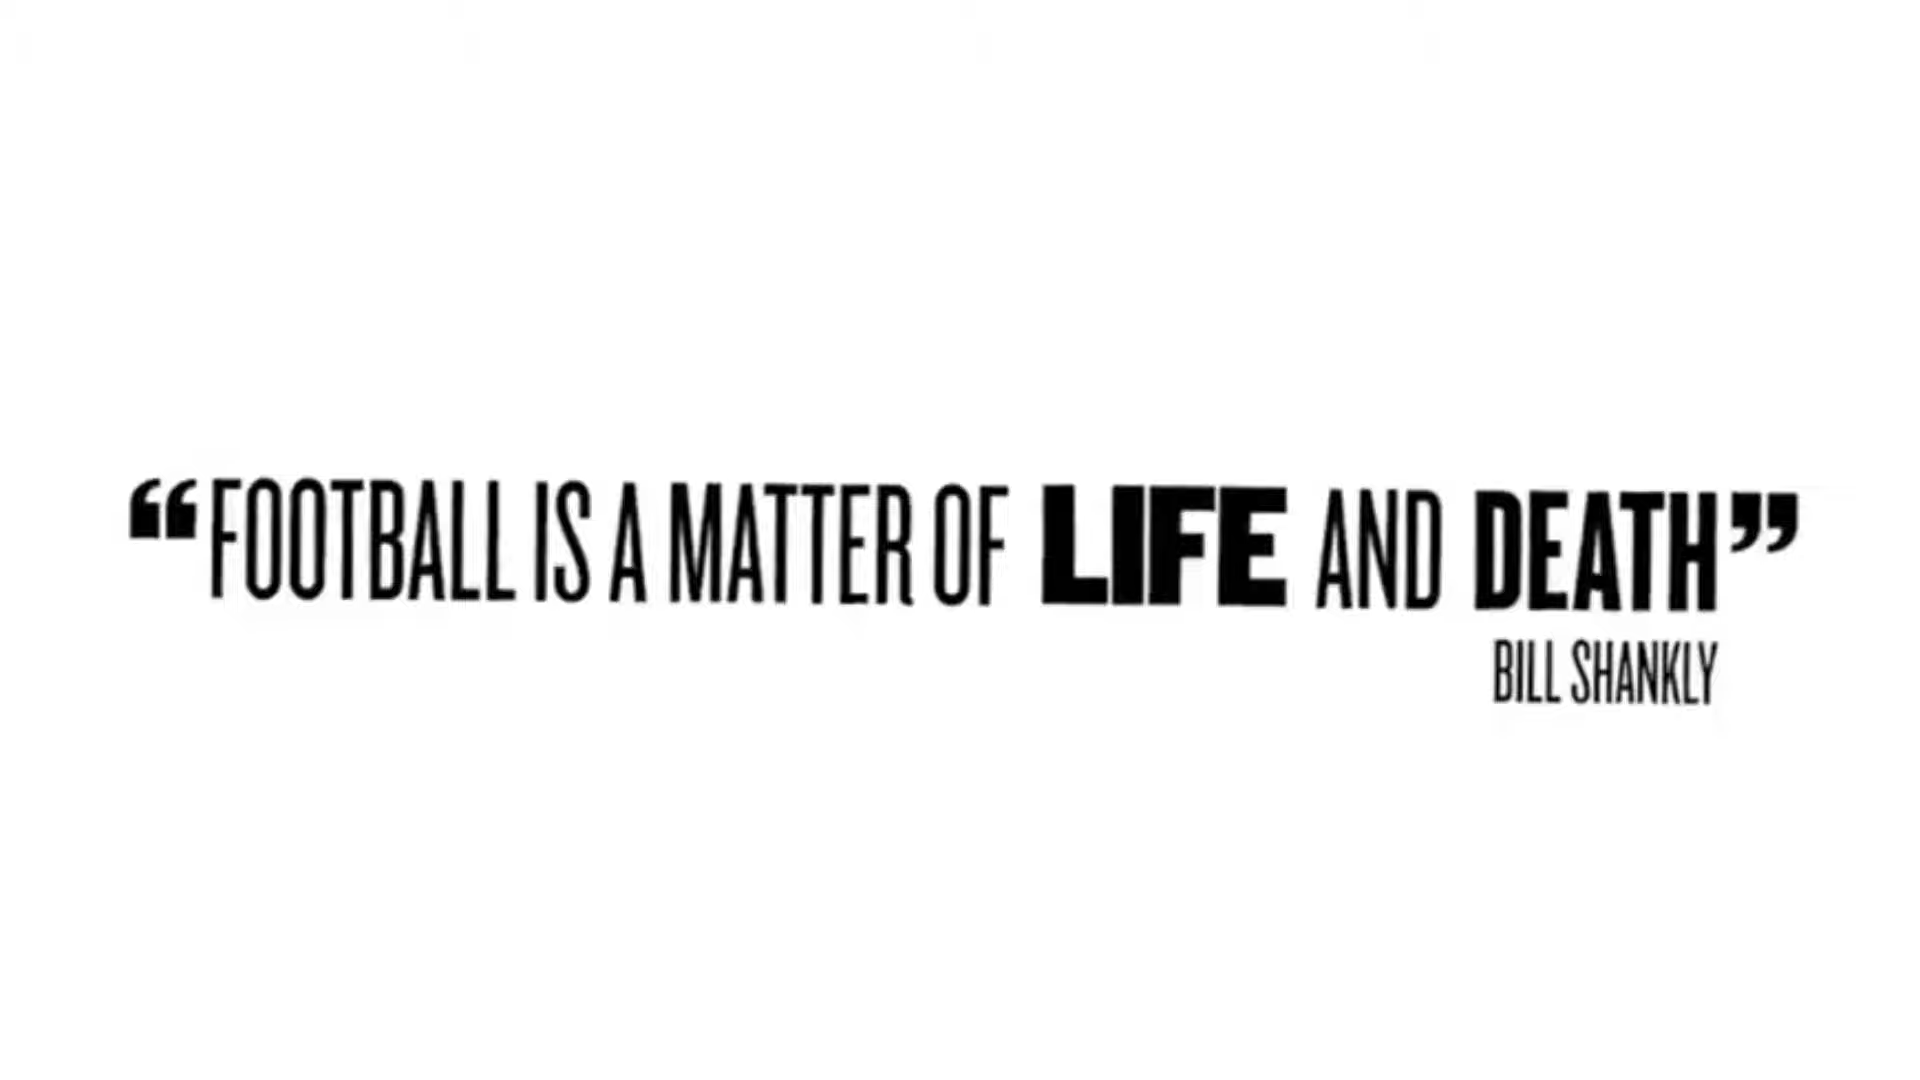 “FOOTBALL IS A MATTER OF LIFE AND DEATH”
BILL SHANKLY